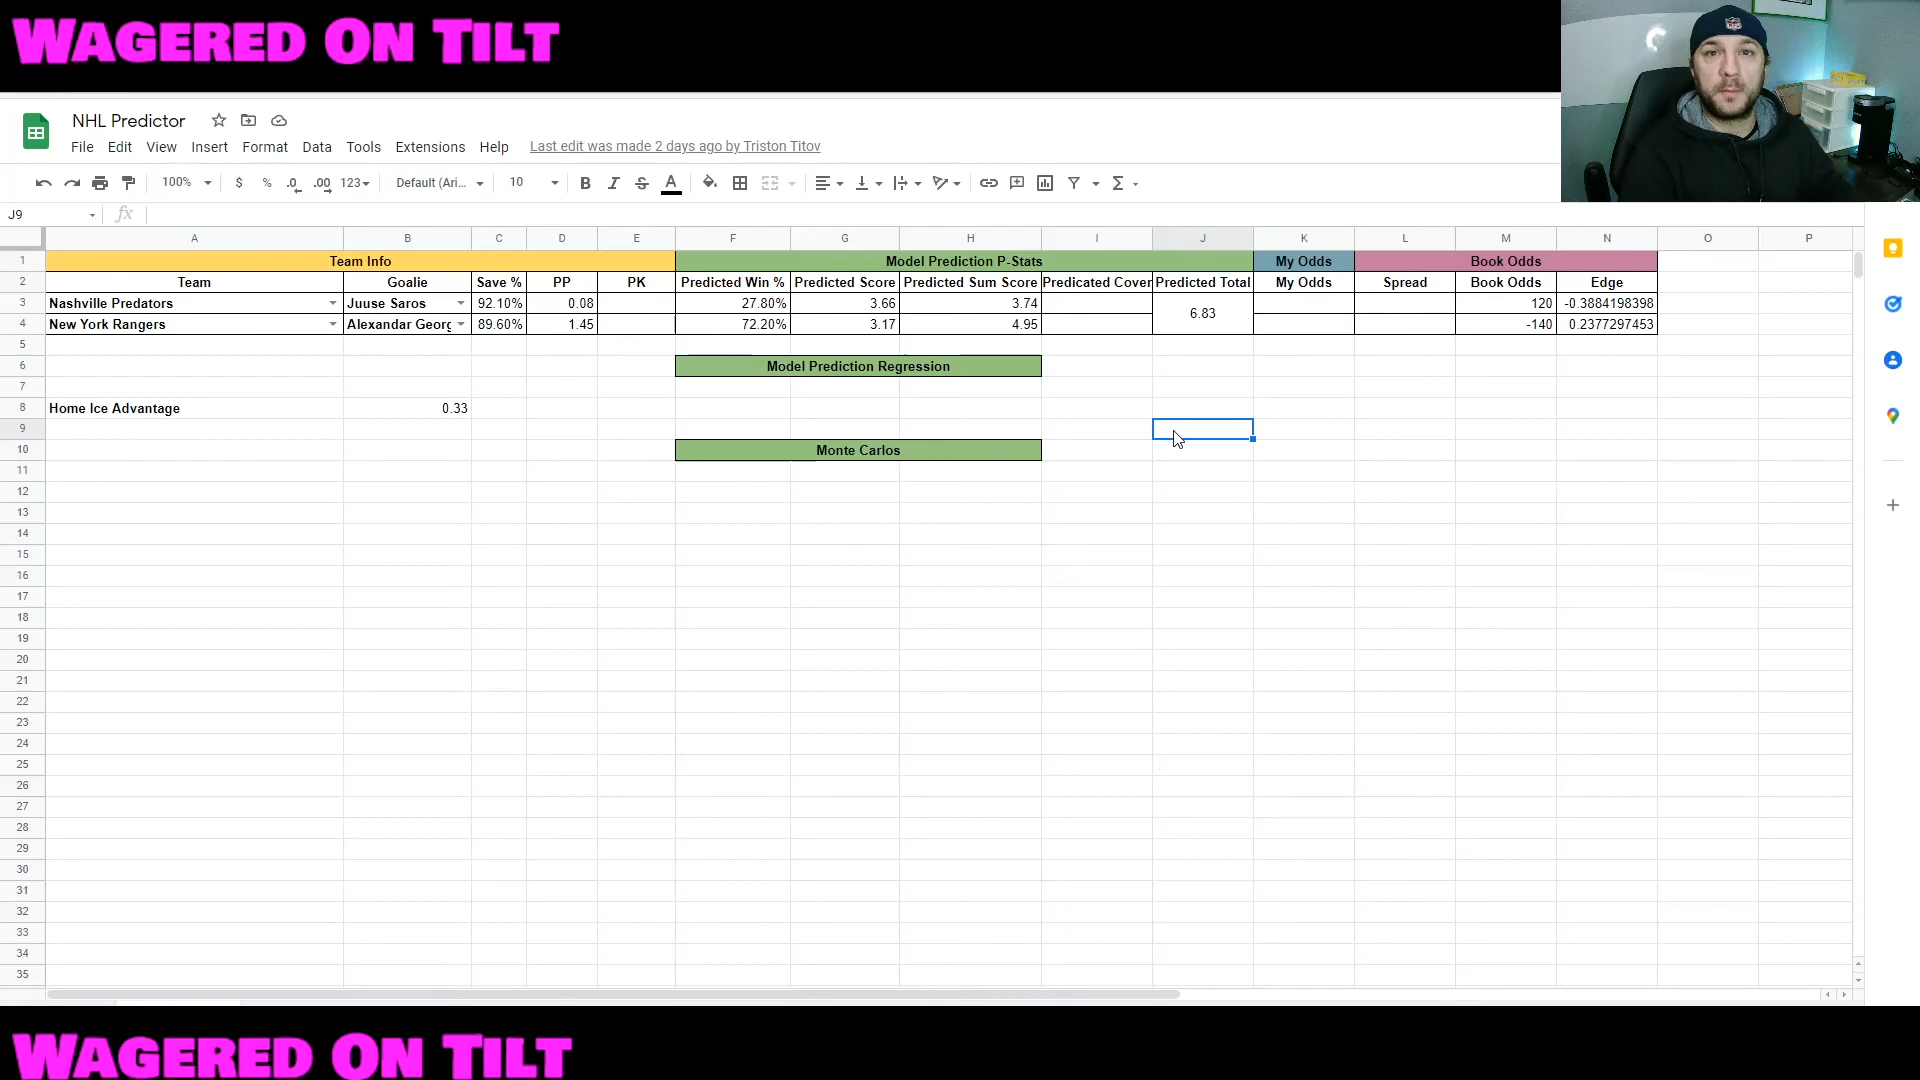 WAGERED ON TILT
NHL Predictor
File Edit View Insert Format Data Tools Extensions Help Last edit was made 2 days ago by Triston Titov
100% $ % .0 .00 123 Default (Ari... 10 B I S A Σ
J9 fx
A B C D E F G H I J K L M N O P
1 Team Info Model Prediction P-Stats My Odds Book Odds
2 Team Goalie Save % PP PK Predicted Win % Predicted Score Predicted Sum Score Predicated Cover Predicted Total My Odds Spread Book Odds Edge
3 Nashville Predators Juuse Saros 92.10% 0.08 27.80% 3.66 3.74 6.83 120 -0.3884198398
4 New York Rangers Alexandar Georg 89.60% 1.45 72.20% 3.17 4.95 -140 0.2377297453
5
6 Model Prediction Regression
7
8 Home Ice Advantage 0.33
9
10 Monte Carlos
11
12
13
14
15
16
17
18
19
20
21
22
23
24
25
26
27
28
29
30
31
32
33
34
35
WAGERED ON TILT